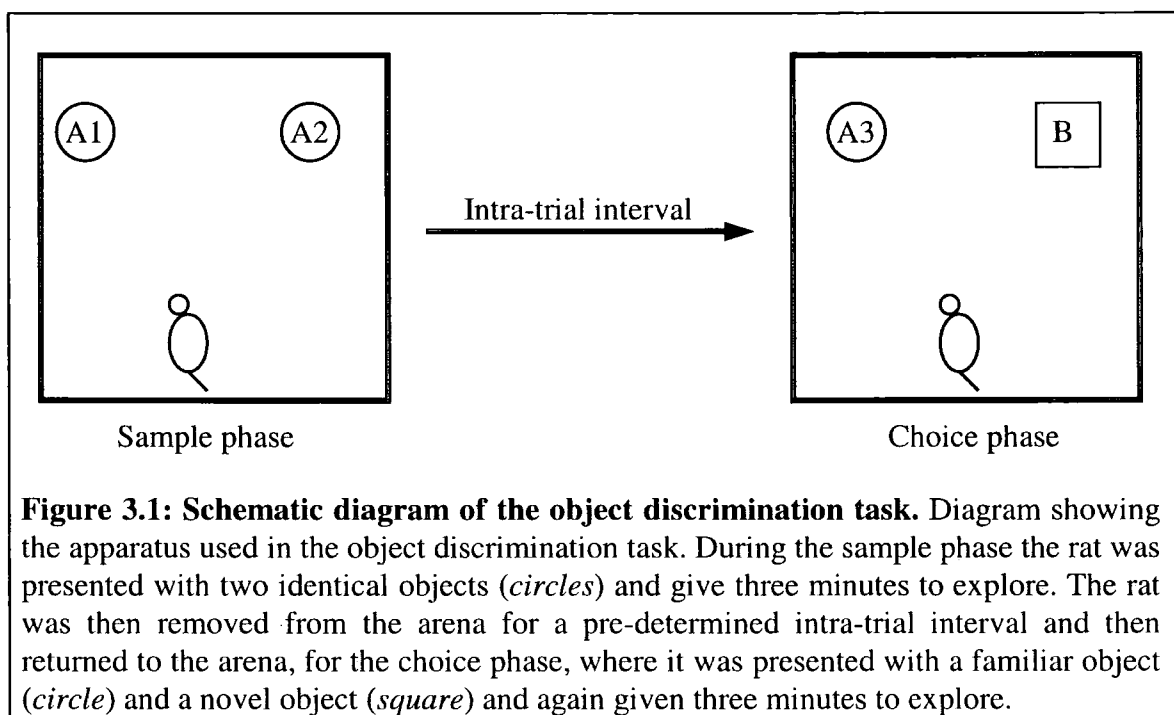 A1 A2 A3 B
Intra-trial interval
Sample phase Choice phase
Figure 3.1: Schematic diagram of the object discrimination task. Diagram showing
the apparatus used in the object discrimination task. During the sample phase the rat was
presented with two identical objects (circles) and give three minutes to explore. The rat
was then removed from the arena for a pre-determined intra-trial interval and then
returned to the arena, for the choice phase, where it was presented with a familiar object
(circle) and a novel object (square) and again given three minutes to explore.